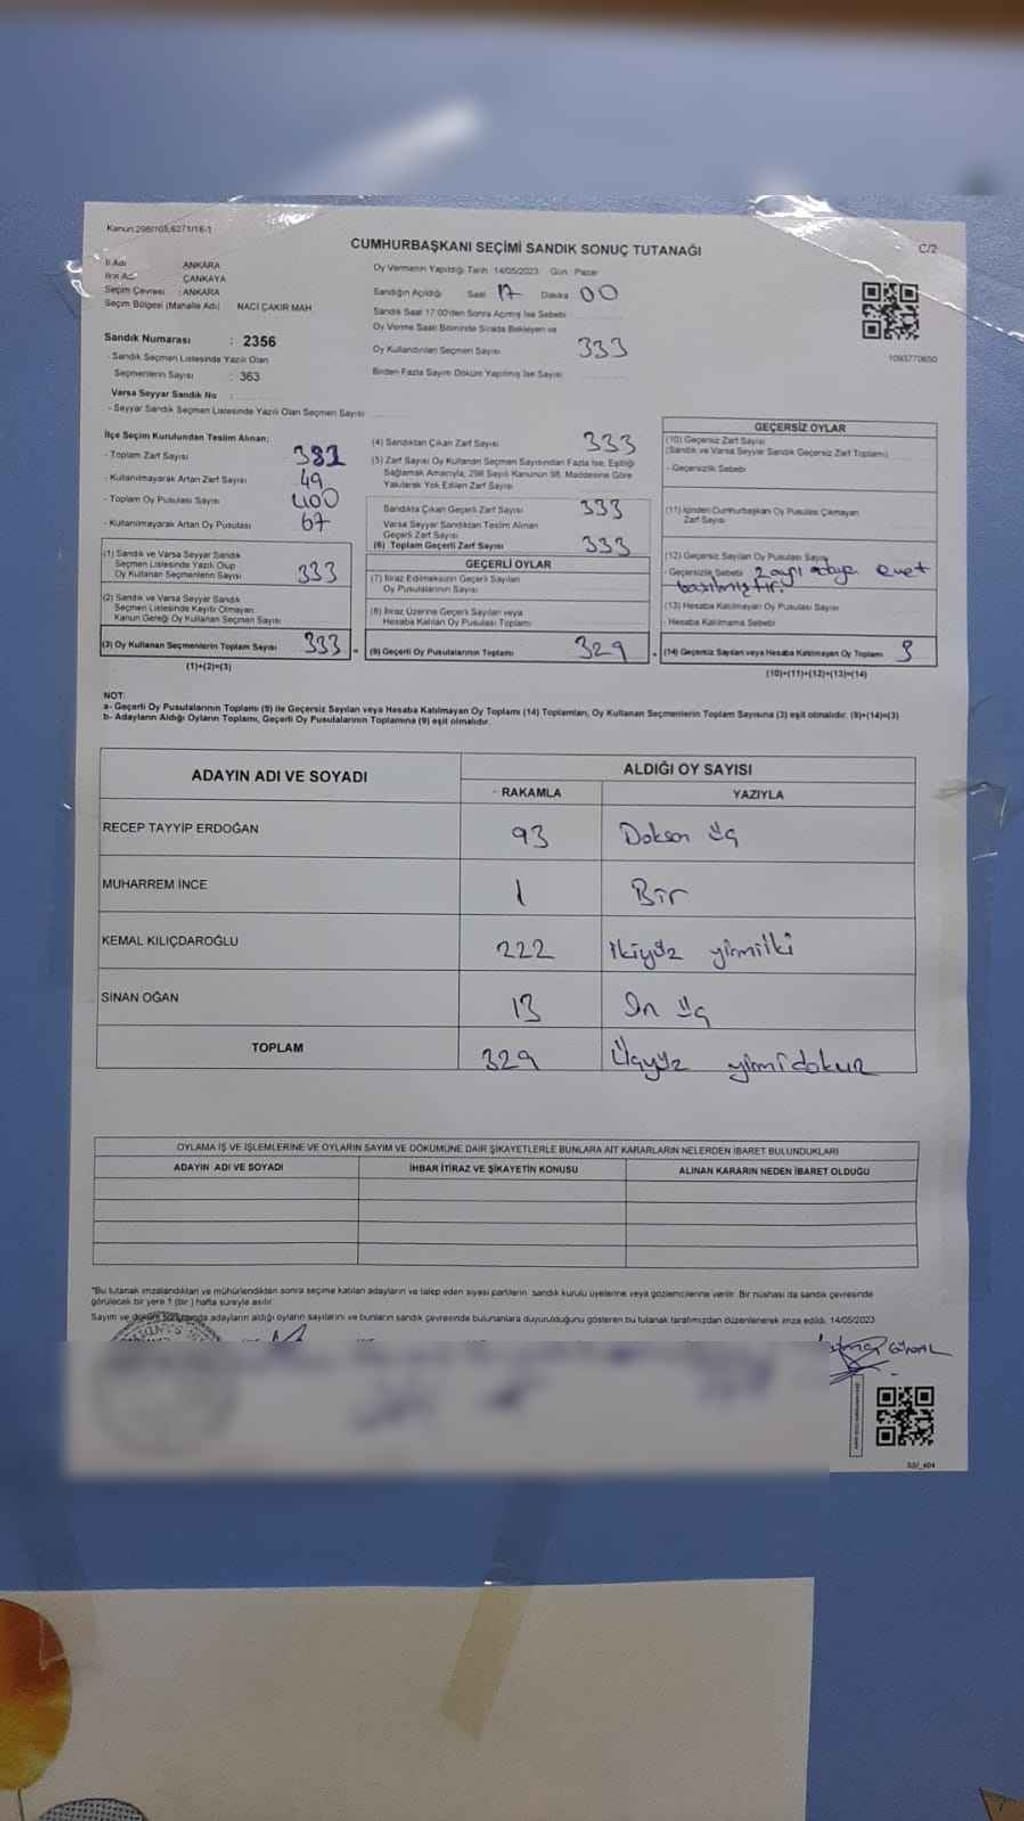 Kanun:298/105,6271/16-1
CUMHURBAŞKANI SEÇİMİ SANDIK SONUÇ TUTANAĞI
C/2
İl Adı ANKARA
İlçe Adı ÇANKAYA
Seçim Çevresi : ANKARA
Seçim Bölgesi (Mahalle Adı) NACİ ÇAKIR MAH
Sandık Numarası : 2356
- Sandık Seçmen Listesinde Yazılı Olan
Seçmenlerin Sayısı : 363
Varsa Seyyar Sandık No
- Seyyar Sandık Seçmen Listesinde Yazılı Olan Seçmen Sayısı
Oy Vermenin Yapıldığı Tarih 14/05/2023 Gün : Pazar
Sandığın Açıldığı Saat 17 Dakika 00
Sandık Saat 17:00'den Sonra Açılmış İse Sebebi
Oy Verme Saati Bitiminde Sırada Bekleyen ve
Oy Kullandırılan Seçmen Sayısı 333
Birden Fazla Sayım Döküm Yapılmış İse Sayısı
1093770650
İlçe Seçim Kurulundan Teslim Alınan;
- Toplam Zarf Sayısı 382
- Kullanılmayarak Artan Zarf Sayısı 49
- Toplam Oy Pusulası Sayısı 400
- Kullanılmayarak Artan Oy Pusulası 67
(1) Sandık ve Varsa Seyyar Sandık
Seçmen Listesinde Yazılı Olup
Oy Kullanan Seçmenlerin Sayısı 333
(2) Sandık ve Varsa Seyyar Sandık
Seçmen Listesinde Kayıtlı Olmayan
Kanun Gereği Oy Kullanan Seçmen Sayısı
(3) Oy Kullanan Seçmenlerin Toplam Sayısı 333
(1)+(2)=(3)
(4) Sandıktan Çıkan Zarf Sayısı 333
(5) Zarf Sayısı Oy Kullanan Seçmen Sayısından Fazla İse, Eşitliği
Sağlamak Amacıyla, 298 Sayılı Kanunun 98. Maddesine Göre
Yakılarak Yok Edilen Zarf Sayısı
Sandıkta Çıkan Geçerli Zarf Sayısı 333
Varsa Seyyar Sandıktan Teslim Alınan
Geçerli Zarf Sayısı
(6) Toplam Geçerli Zarf Sayısı 333
GEÇERLİ OYLAR
(7) İtiraz Edilmeksizin Geçerli Sayılan
Oy Pusulalarının Sayısı
(8) İtiraz Üzerine Geçerli Sayılan veya
Hesaba Katılan Oy Pusulası Toplamı
(9) Geçerli Oy Pusulalarının Toplamı 329
GEÇERSİZ OYLAR
(10) Geçersiz Zarf Sayısı
(Sandık ve Varsa Seyyar Sandık Geçersiz Zarf Toplamı)
- Geçersizlik Sebebi
(11) İçinden Cumhurbaşkanı Oy Pusulası Çıkmayan
Zarf Sayısı
(12) Geçersiz Sayılan Oy Pusulası Sayısı
- Geçersizlik Sebebi 2 ayrı adaya evet
basılmıştır.
(13) Hesaba Katılmayan Oy Pusulası Sayısı
- Hesaba Katılmama Sebebi
(14) Geçersiz Sayılan veya Hesaba Katılmayan Oy Toplamı 3
(10)+(11)+(12)+(13)=(14)
NOT:
a- Geçerli Oy Pusulalarının Toplamı (9) ile Geçersiz Sayılan veya Hesaba Katılmayan Oy Toplamı (14) Toplamları, Oy Kullanan Seçmenlerin Toplam Sayısına (3) eşit olmalıdır. (9)+(14)=(3)
b- Adayların Aldığı Oyların Toplamı, Geçerli Oy Pusulalarının Toplamına (9) eşit olmalıdır.
ADAYIN ADI VE SOYADI
ALDIĞI OY SAYISI
RAKAMLA YAZIYLA
RECEP TAYYİP ERDOĞAN 93 Doksan üç
MUHARREM İNCE 1 Bir
KEMAL KILIÇDAROĞLU 222 İkiyüz yirmiiki
SİNAN OĞAN 13 On üç
TOPLAM 329 Üçyüz yirmidokuz
OYLAMA İŞ VE İŞLEMLERİNE VE OYLARIN SAYIM VE DÖKÜMÜNE DAİR ŞİKAYETLERLE BUNLARA AİT KARARLARIN NELERDEN İBARET BULUNDUKLARI
ADAYIN ADI VE SOYADI İHBAR İTİRAZ VE ŞİKAYETİN KONUSU ALINAN KARARIN NEDEN İBARET OLDUĞU
*Bu tutanak imzalandıktan ve mühürlendikten sonra seçime katılan adayların ve talep eden siyasi partilerin sandık kurulu üyelerine veya gözlemcilerine verilir. Bir nüshası da sandık çevresinde
görülecek bir yere 1 (bir) hafta süreyle asılır.
Sayım ve döküm sonucunda adayların aldığı oyların sayılarını ve bunların sandık çevresinde bulunanlara duyurulduğunu gösteren bu tutanak tarafımızdan düzenlenerek imza edildi. 14/05/2023